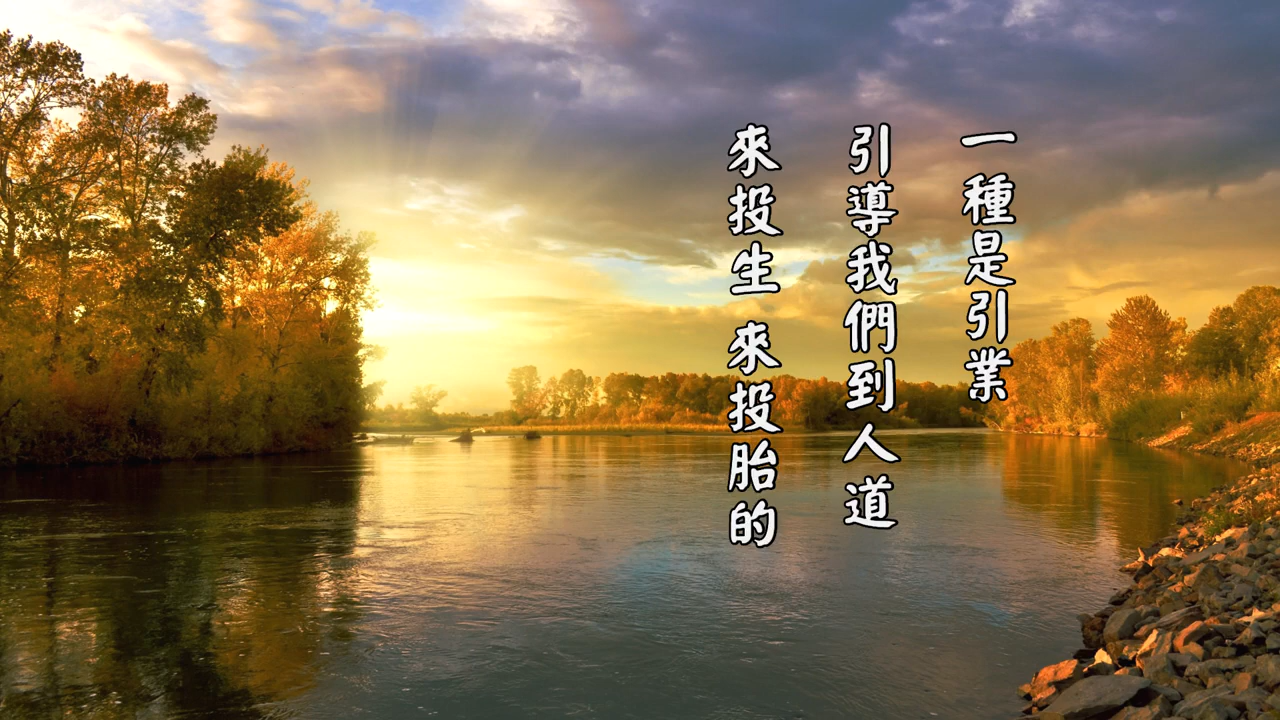 一種是引業
引導我們到人道
來投生 來投胎的